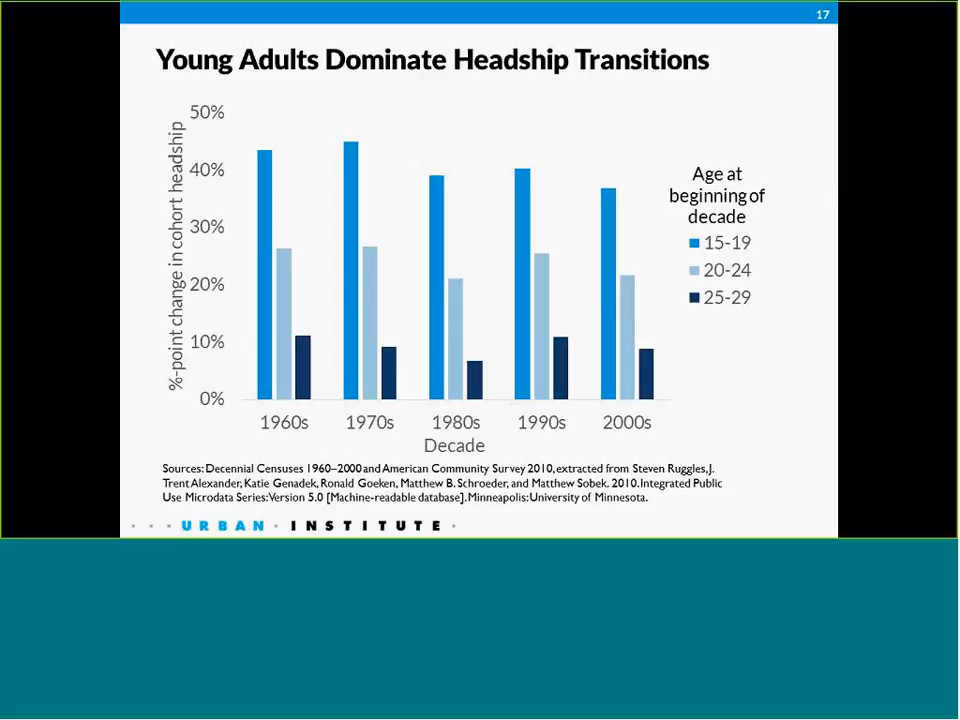 17
Young Adults Dominate Headship Transitions
%-point change in cohort headship
50%
40%
30%
20%
10%
0%
1960s 1970s 1980s 1990s 2000s
Decade
Age at
beginning of
decade
15-19
20-24
25-29
Sources: Decennial Censuses 1960–2000 and American Community Survey 2010, extracted from Steven Ruggles, J.
Trent Alexander, Katie Genadek, Ronald Goeken, Matthew B. Schroeder, and Matthew Sobek. 2010. Integrated Public
Use Microdata Series: Version 5.0 [Machine-readable database]. Minneapolis: University of Minnesota.
URBAN INSTITUTE